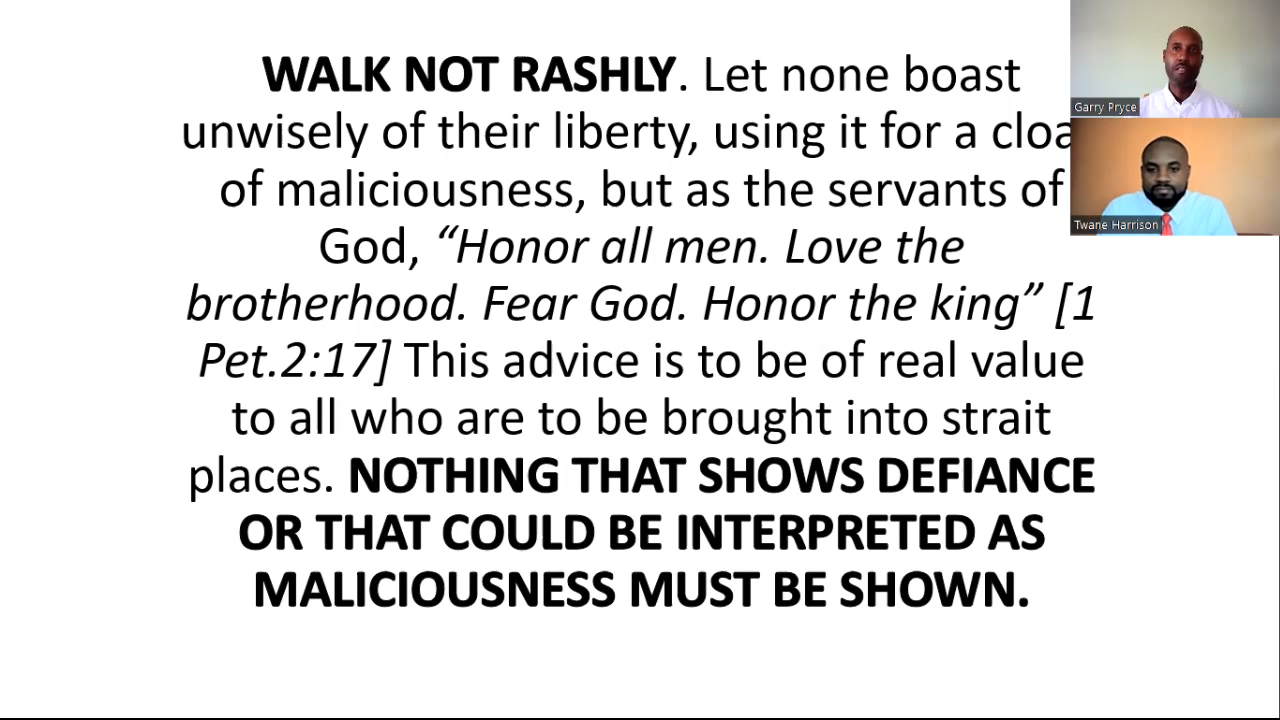 WALK NOT RASHLY. Let none boast
unwisely of their liberty, using it for a cloa
of maliciousness, but as the servants of
God, “Honor all men. Love the
brotherhood. Fear God. Honor the king” [1
Pet.2:17] This advice is to be of real value
to all who are to be brought into strait
places. NOTHING THAT SHOWS DEFIANCE
OR THAT COULD BE INTERPRETED AS
MALICIOUSNESS MUST BE SHOWN.
Garry Pryce
Twane Harrison